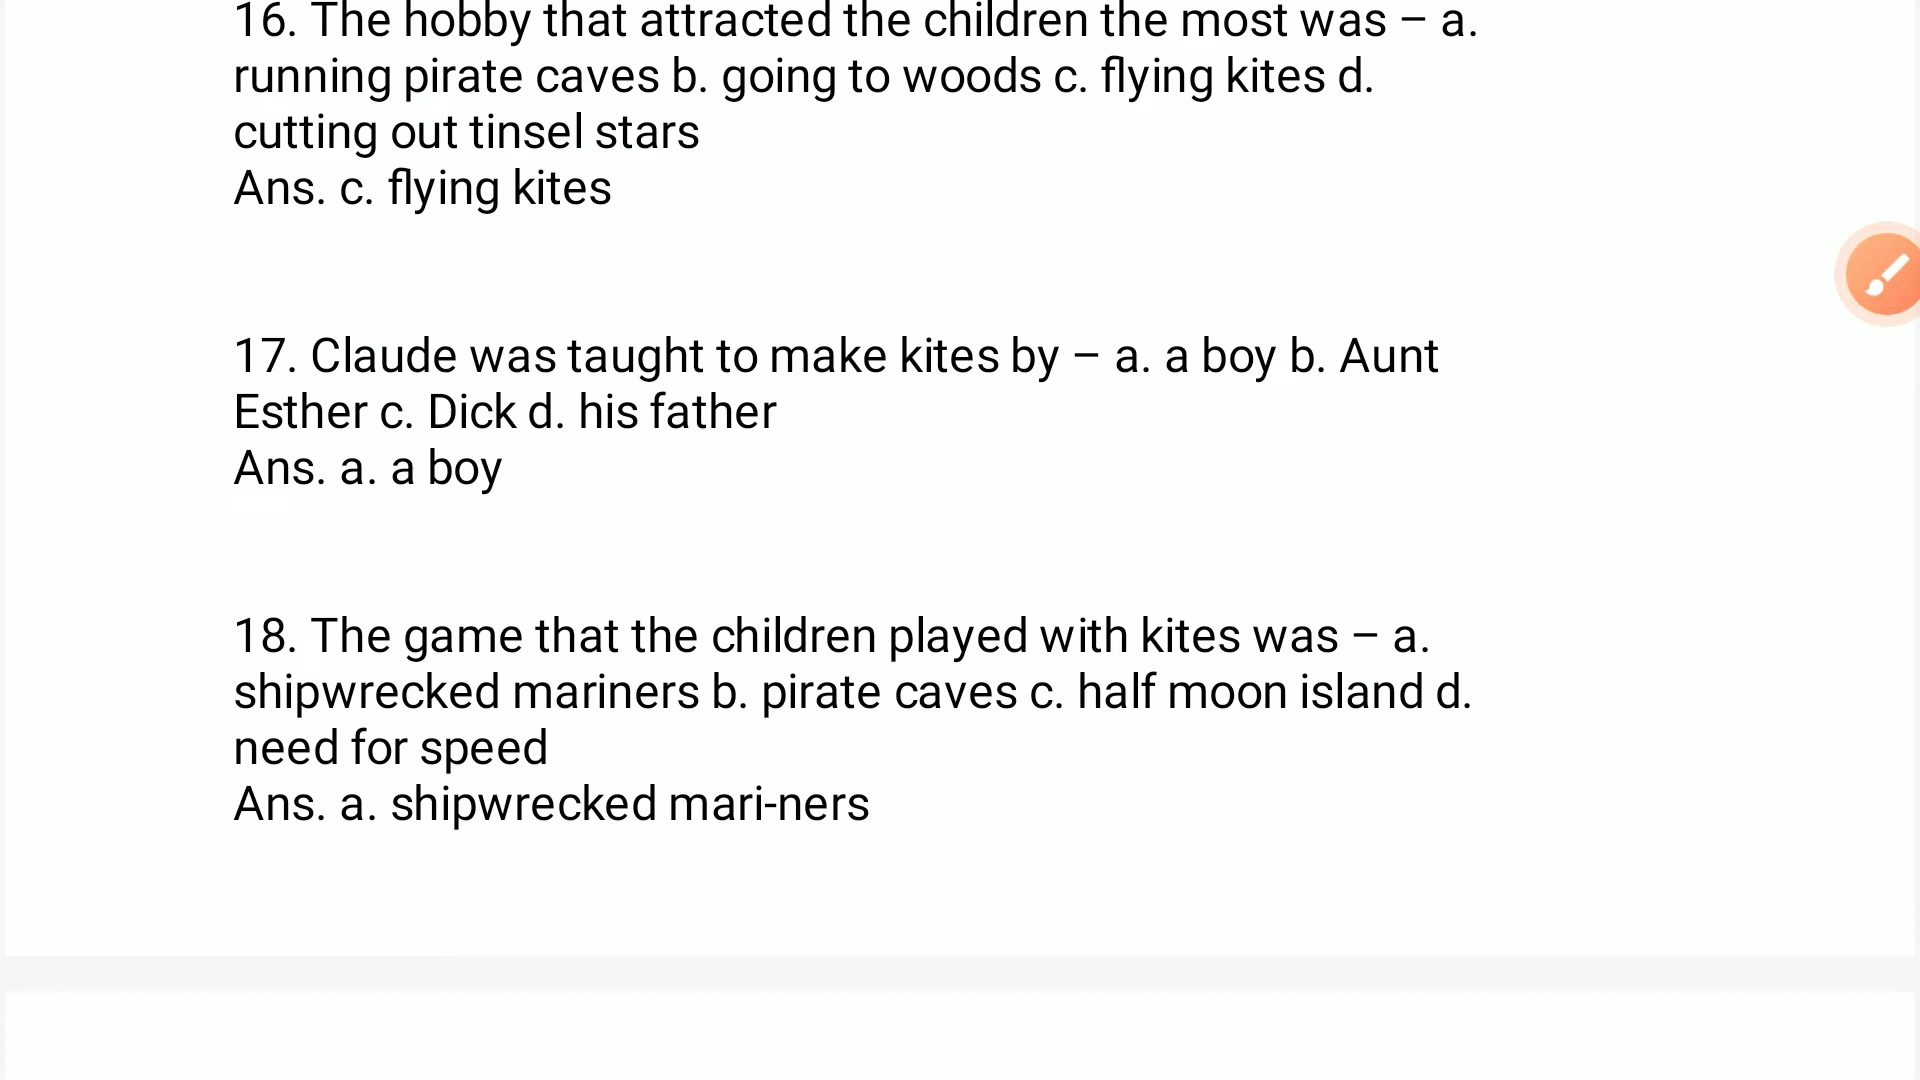 16. The hobby that attracted the children the most was – a.
running pirate caves b. going to woods c. flying kites d.
cutting out tinsel stars
Ans. c. flying kites
17. Claude was taught to make kites by – a. a boy b. Aunt
Esther c. Dick d. his father
Ans. a. a boy
18. The game that the children played with kites was – a.
shipwrecked mariners b. pirate caves c. half moon island d.
need for speed
Ans. a. shipwrecked mari-ners